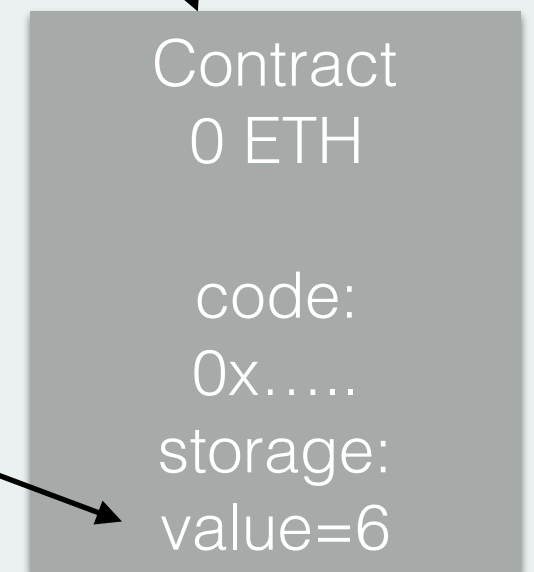 Contract
0 ETH
code:
0x.....
storage:
value=6